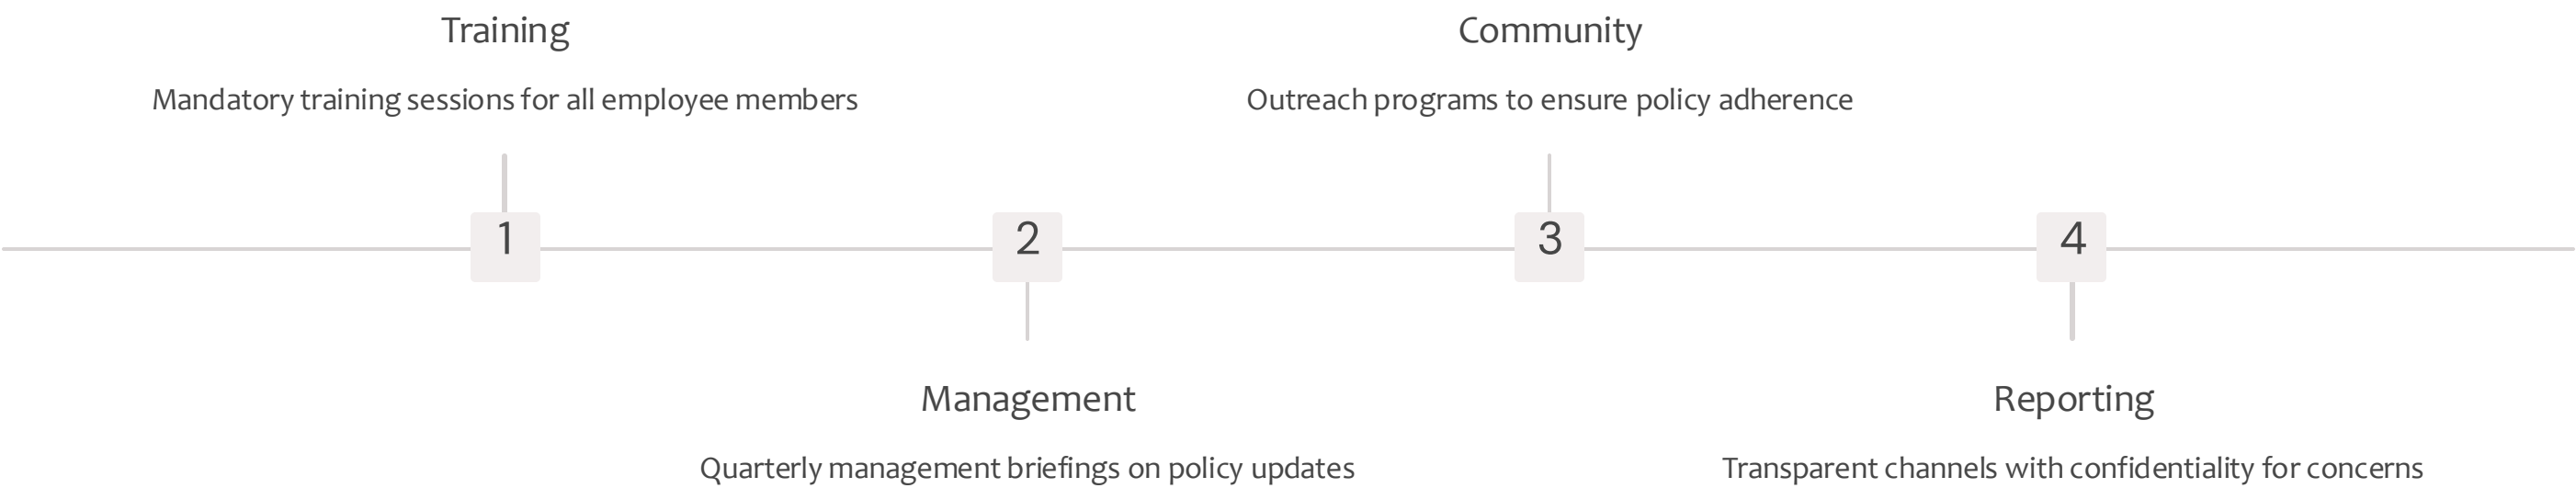 Training
Mandatory training sessions for all employee members
Community
Outreach programs to ensure policy adherence
1
2
3
4
Management
Quarterly management briefings on policy updates
Reporting
Transparent channels with confidentiality for concerns